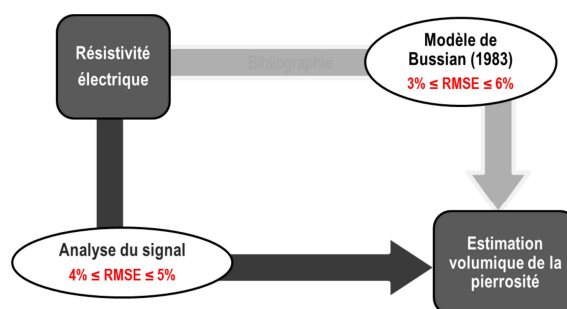 Résistivité
électrique
Bibliographie
Modèle de
Bussian (1983)
3% ≤ RMSE ≤ 6%
Analyse du signal
4% ≤ RMSE ≤ 5%
Estimation
volumique de la
pierrosité